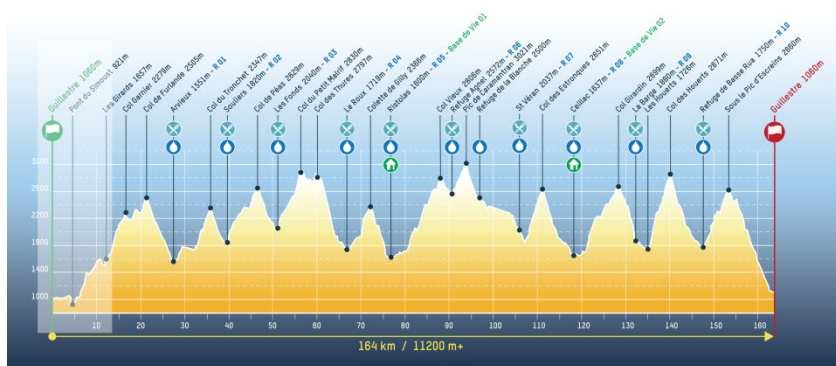 Guillestre 1060m
Pont du Simoust 921m
Les Girards 1657m
Col Garnier 2279m
Col de Furfande 2505m
Arvieux 1551m - R 01
Col du Tronchet 2347m
Souliers 1820m - R 02
Col de Péas 2629m
Les Fonds 2040m - R 03
Col du Petit Malrif 2830m
Col des Thures 2797m
Le Roux 1719m - R 04
Colette de Gilly 2366m
Ristolas 1600m - R 05 - Base de Vie 01
Col Vieux 2806m
Refuge Agnel 2572m - R 06
Pic de Caramantran 3021m
Refuge de la Blanche 2500m
St Véran 2037m - R 07
Col des Estronques 2651m
Ceillac 1637m - R 08 - Base de Vie 02
Col Girardin 2699m
La Barge 1860m - R 09
Les Houerts 1726m
Col des Houerts 2871m
Refuge de Basse Rua 1750m - R 10
Sous le Pic d'Escreins 2660m
Guillestre 1060m
3000
2600
2200
1800
1400
1000
10 20 30 40 50 60 70 80 90 100 110 120 130 140 150 160
164 km / 11200 m+